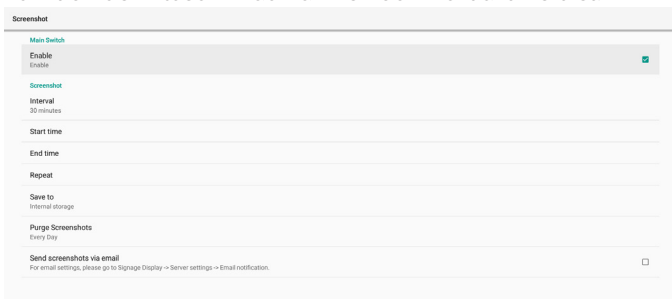 Screenshot
Main Switch
Enable
Enable
Screenshot
Interval
30 minutes
Start time
End time
Repeat
Save to
Internal storage
Purge Screenshots
Every Day
Send screenshots via email
For email settings, please go to Signage Display -> Server settings -> Email notification.